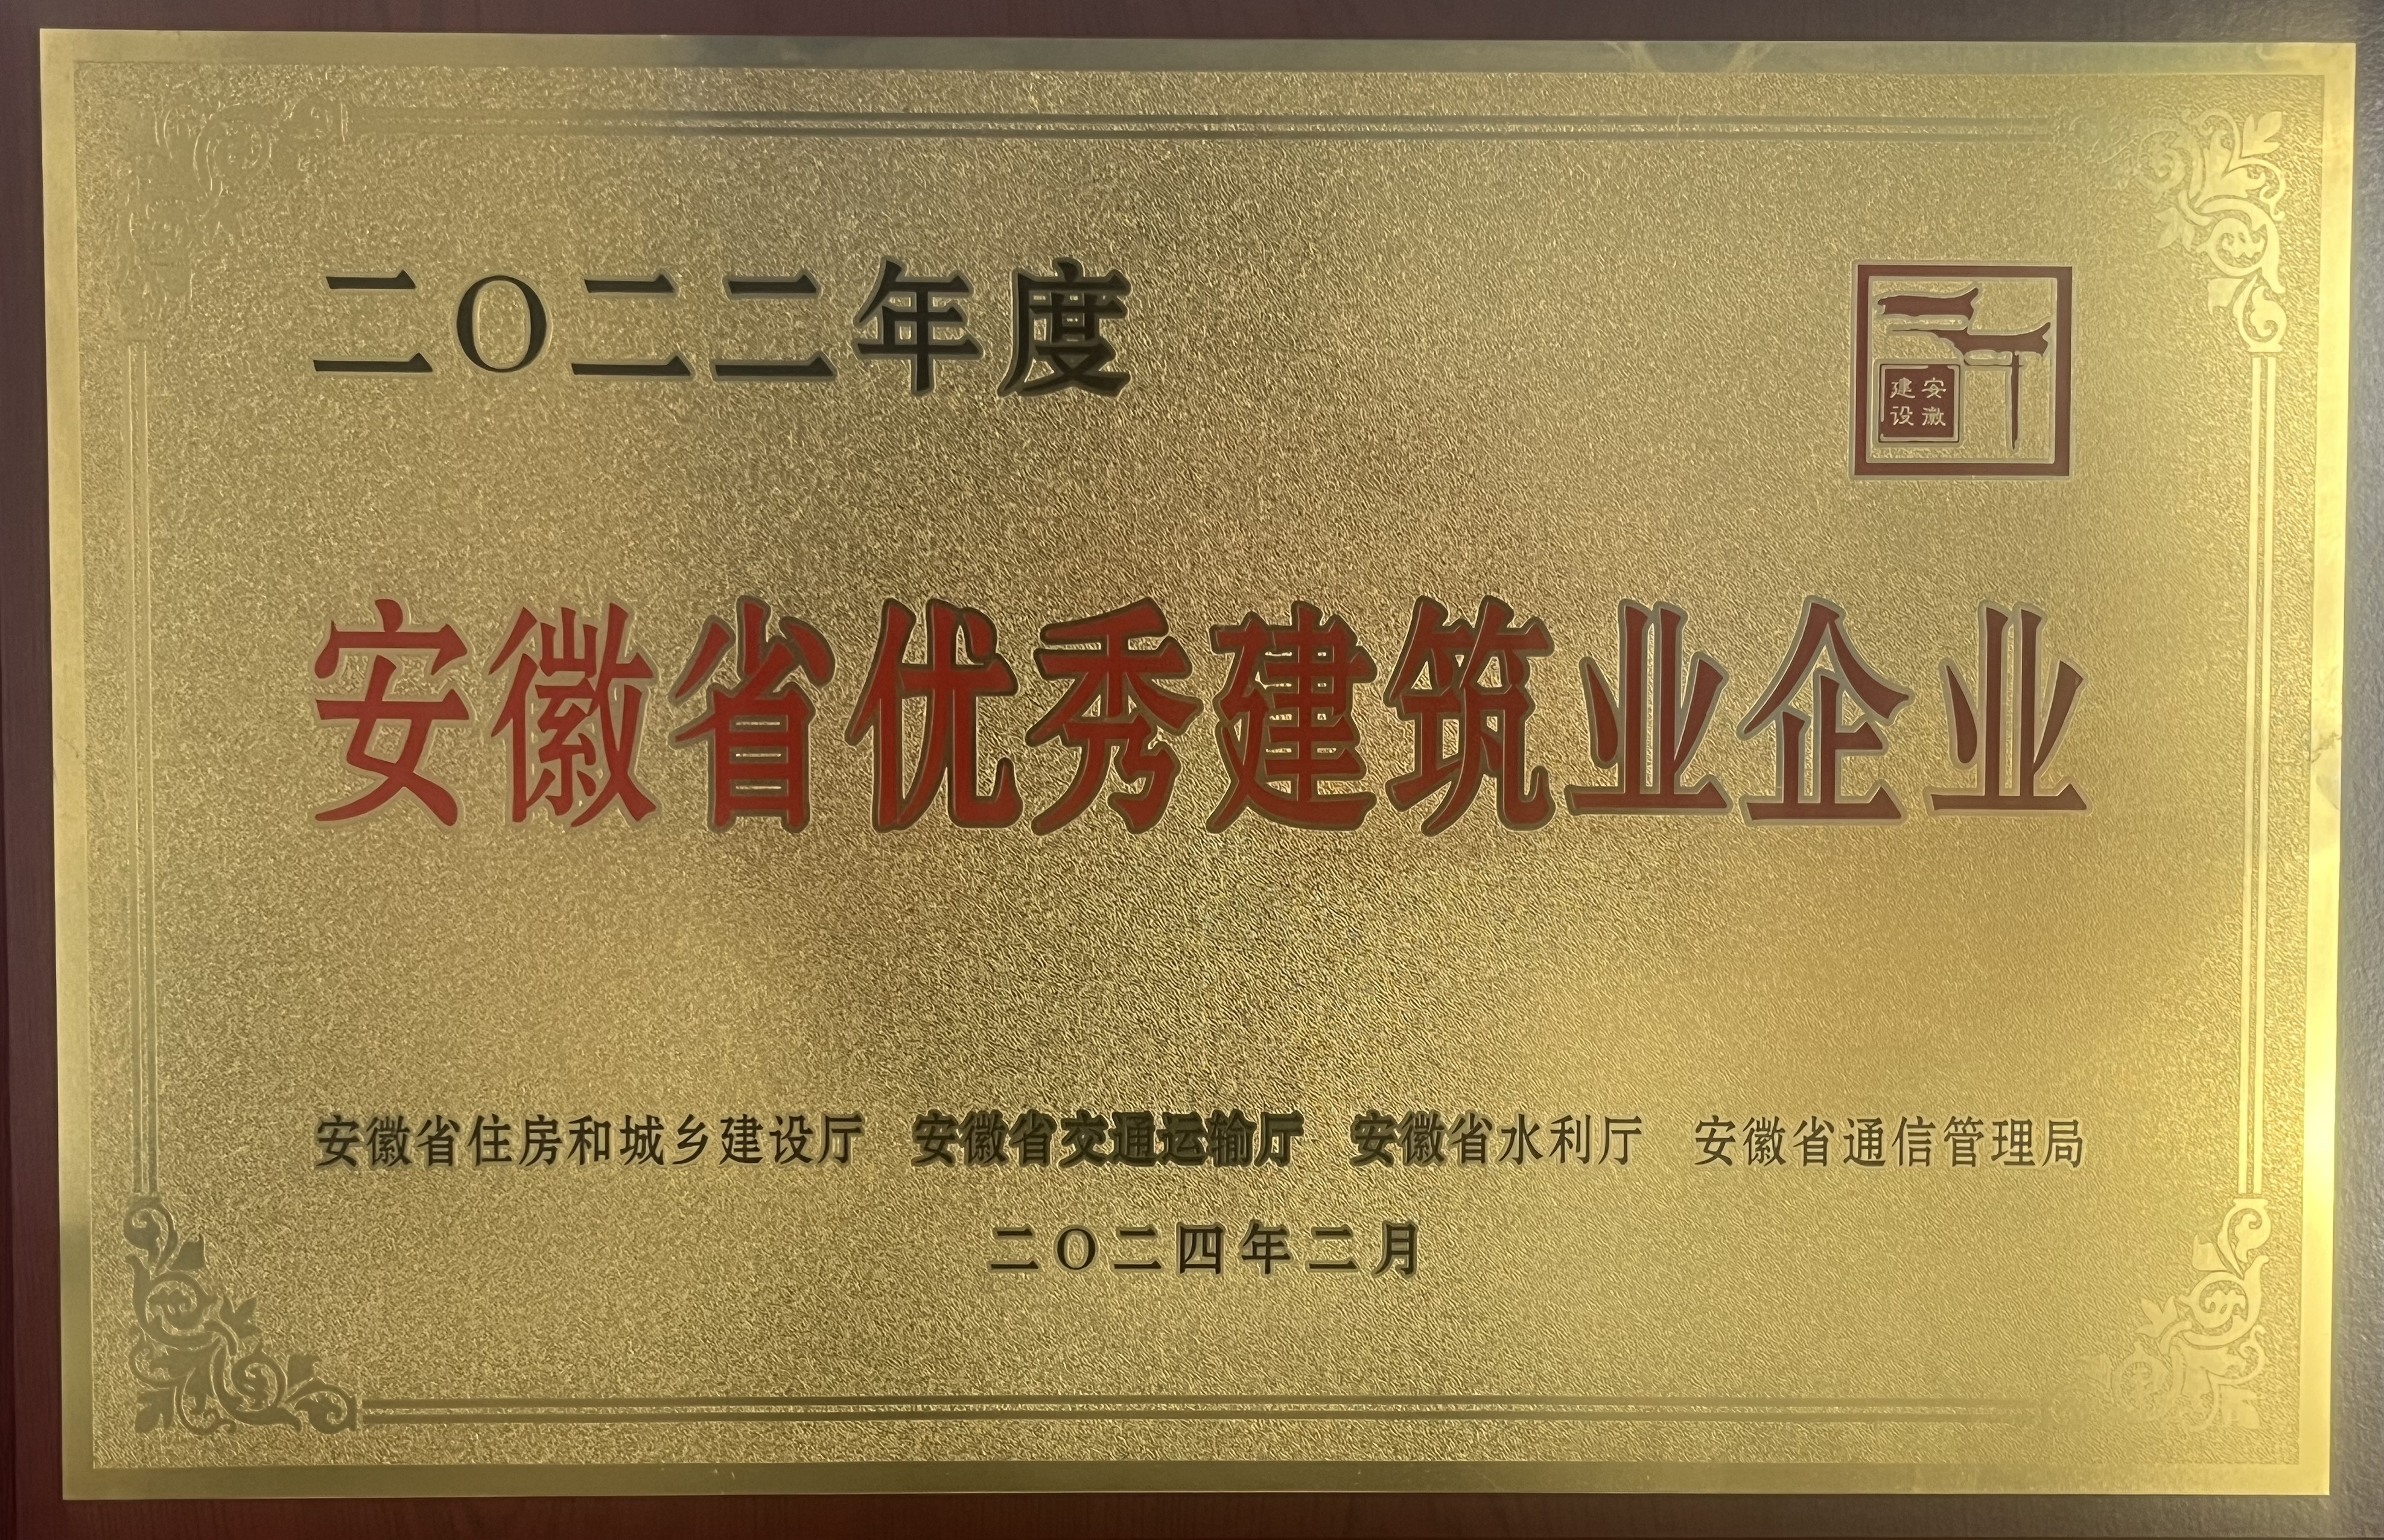 二〇二二年度
安徽建设
安徽省优秀建筑业企业
安徽省住房和城乡建设厅 安徽省交通运输厅 安徽省水利厅 安徽省通信管理局
二〇二四年二月